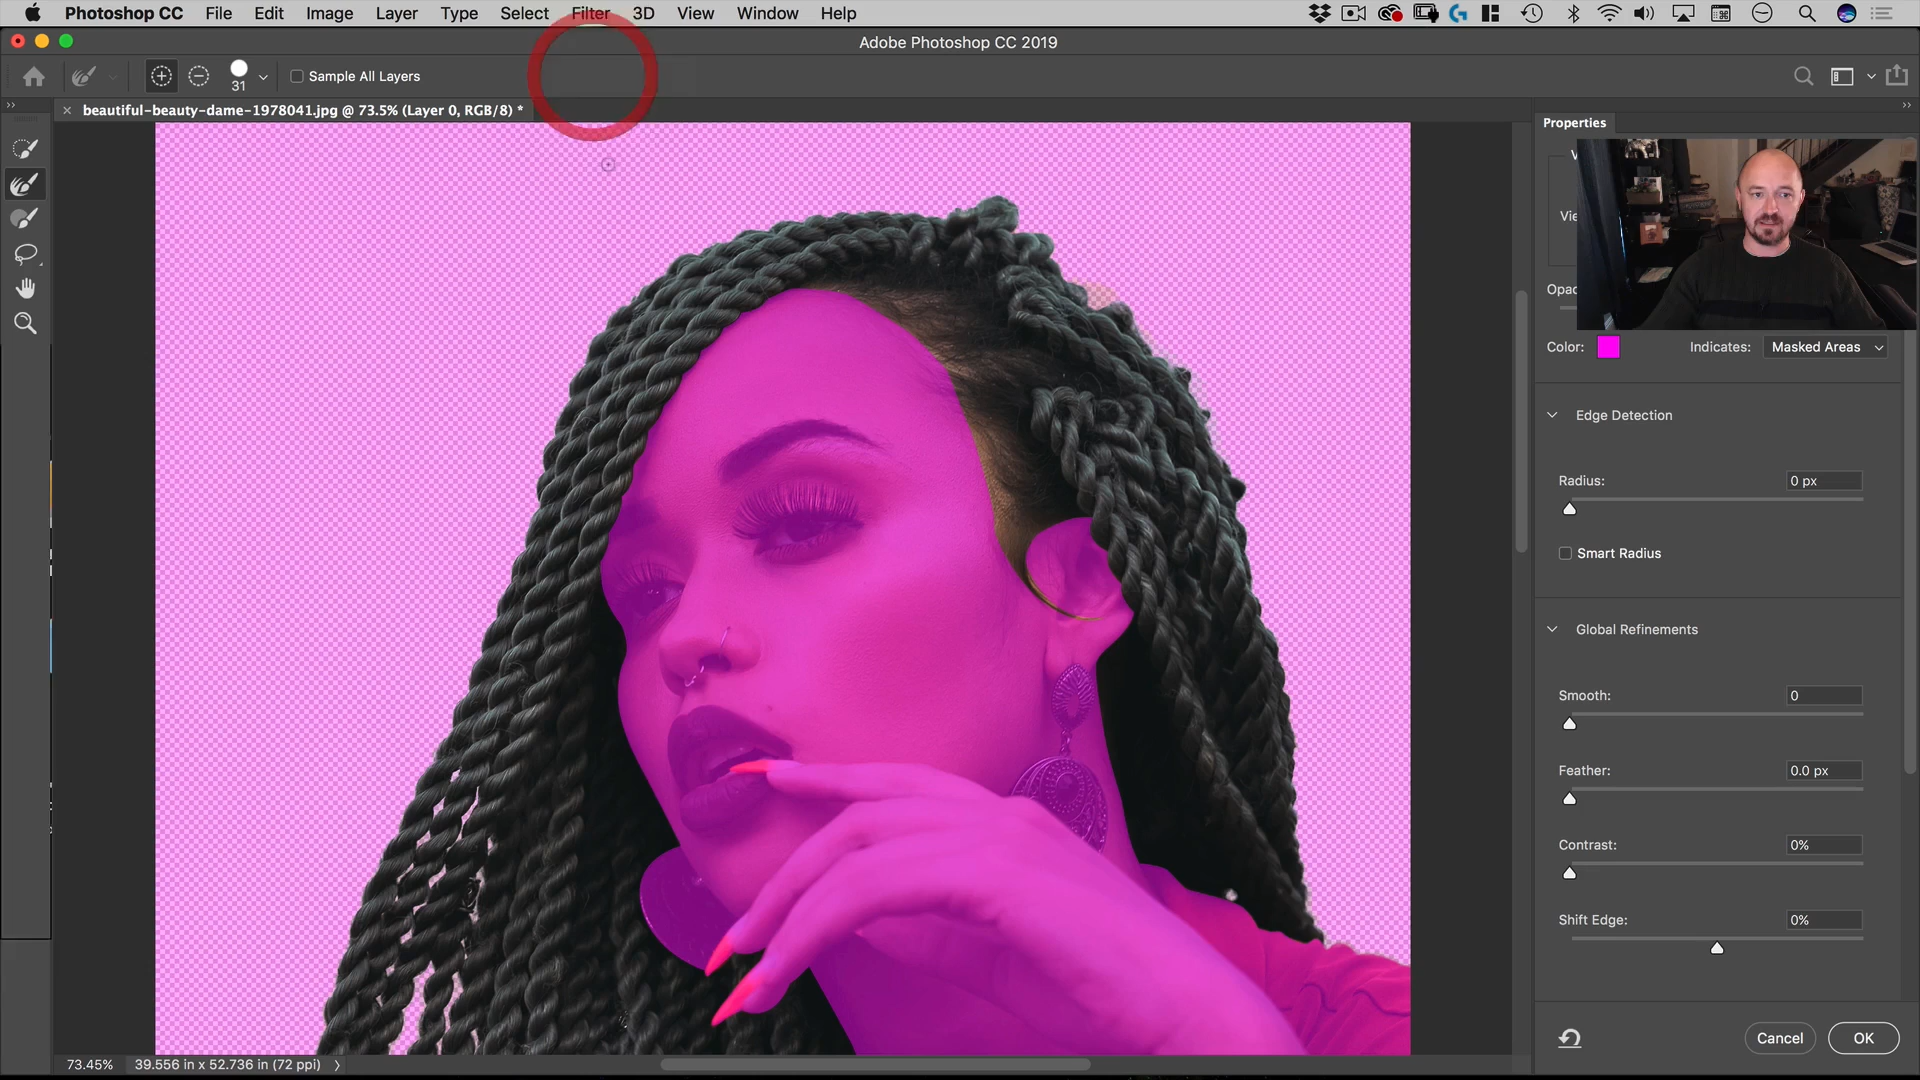 Photoshop CC File Edit Image Layer Type Select Filter 3D View Window Help
Adobe Photoshop CC 2019
31 Sample All Layers
beautiful-beauty-dame-1978041.jpg @ 73.5% (Layer 0, RGB/8) *
Properties
Vie
Opac
Color: Indicates: Masked Areas
Edge Detection
Radius: 0 px
Smart Radius
Global Refinements
Smooth: 0
Feather: 0.0 px
Contrast: 0%
Shift Edge: 0%
Cancel OK
73.45% 39.556 in x 52.736 in (72 ppi)